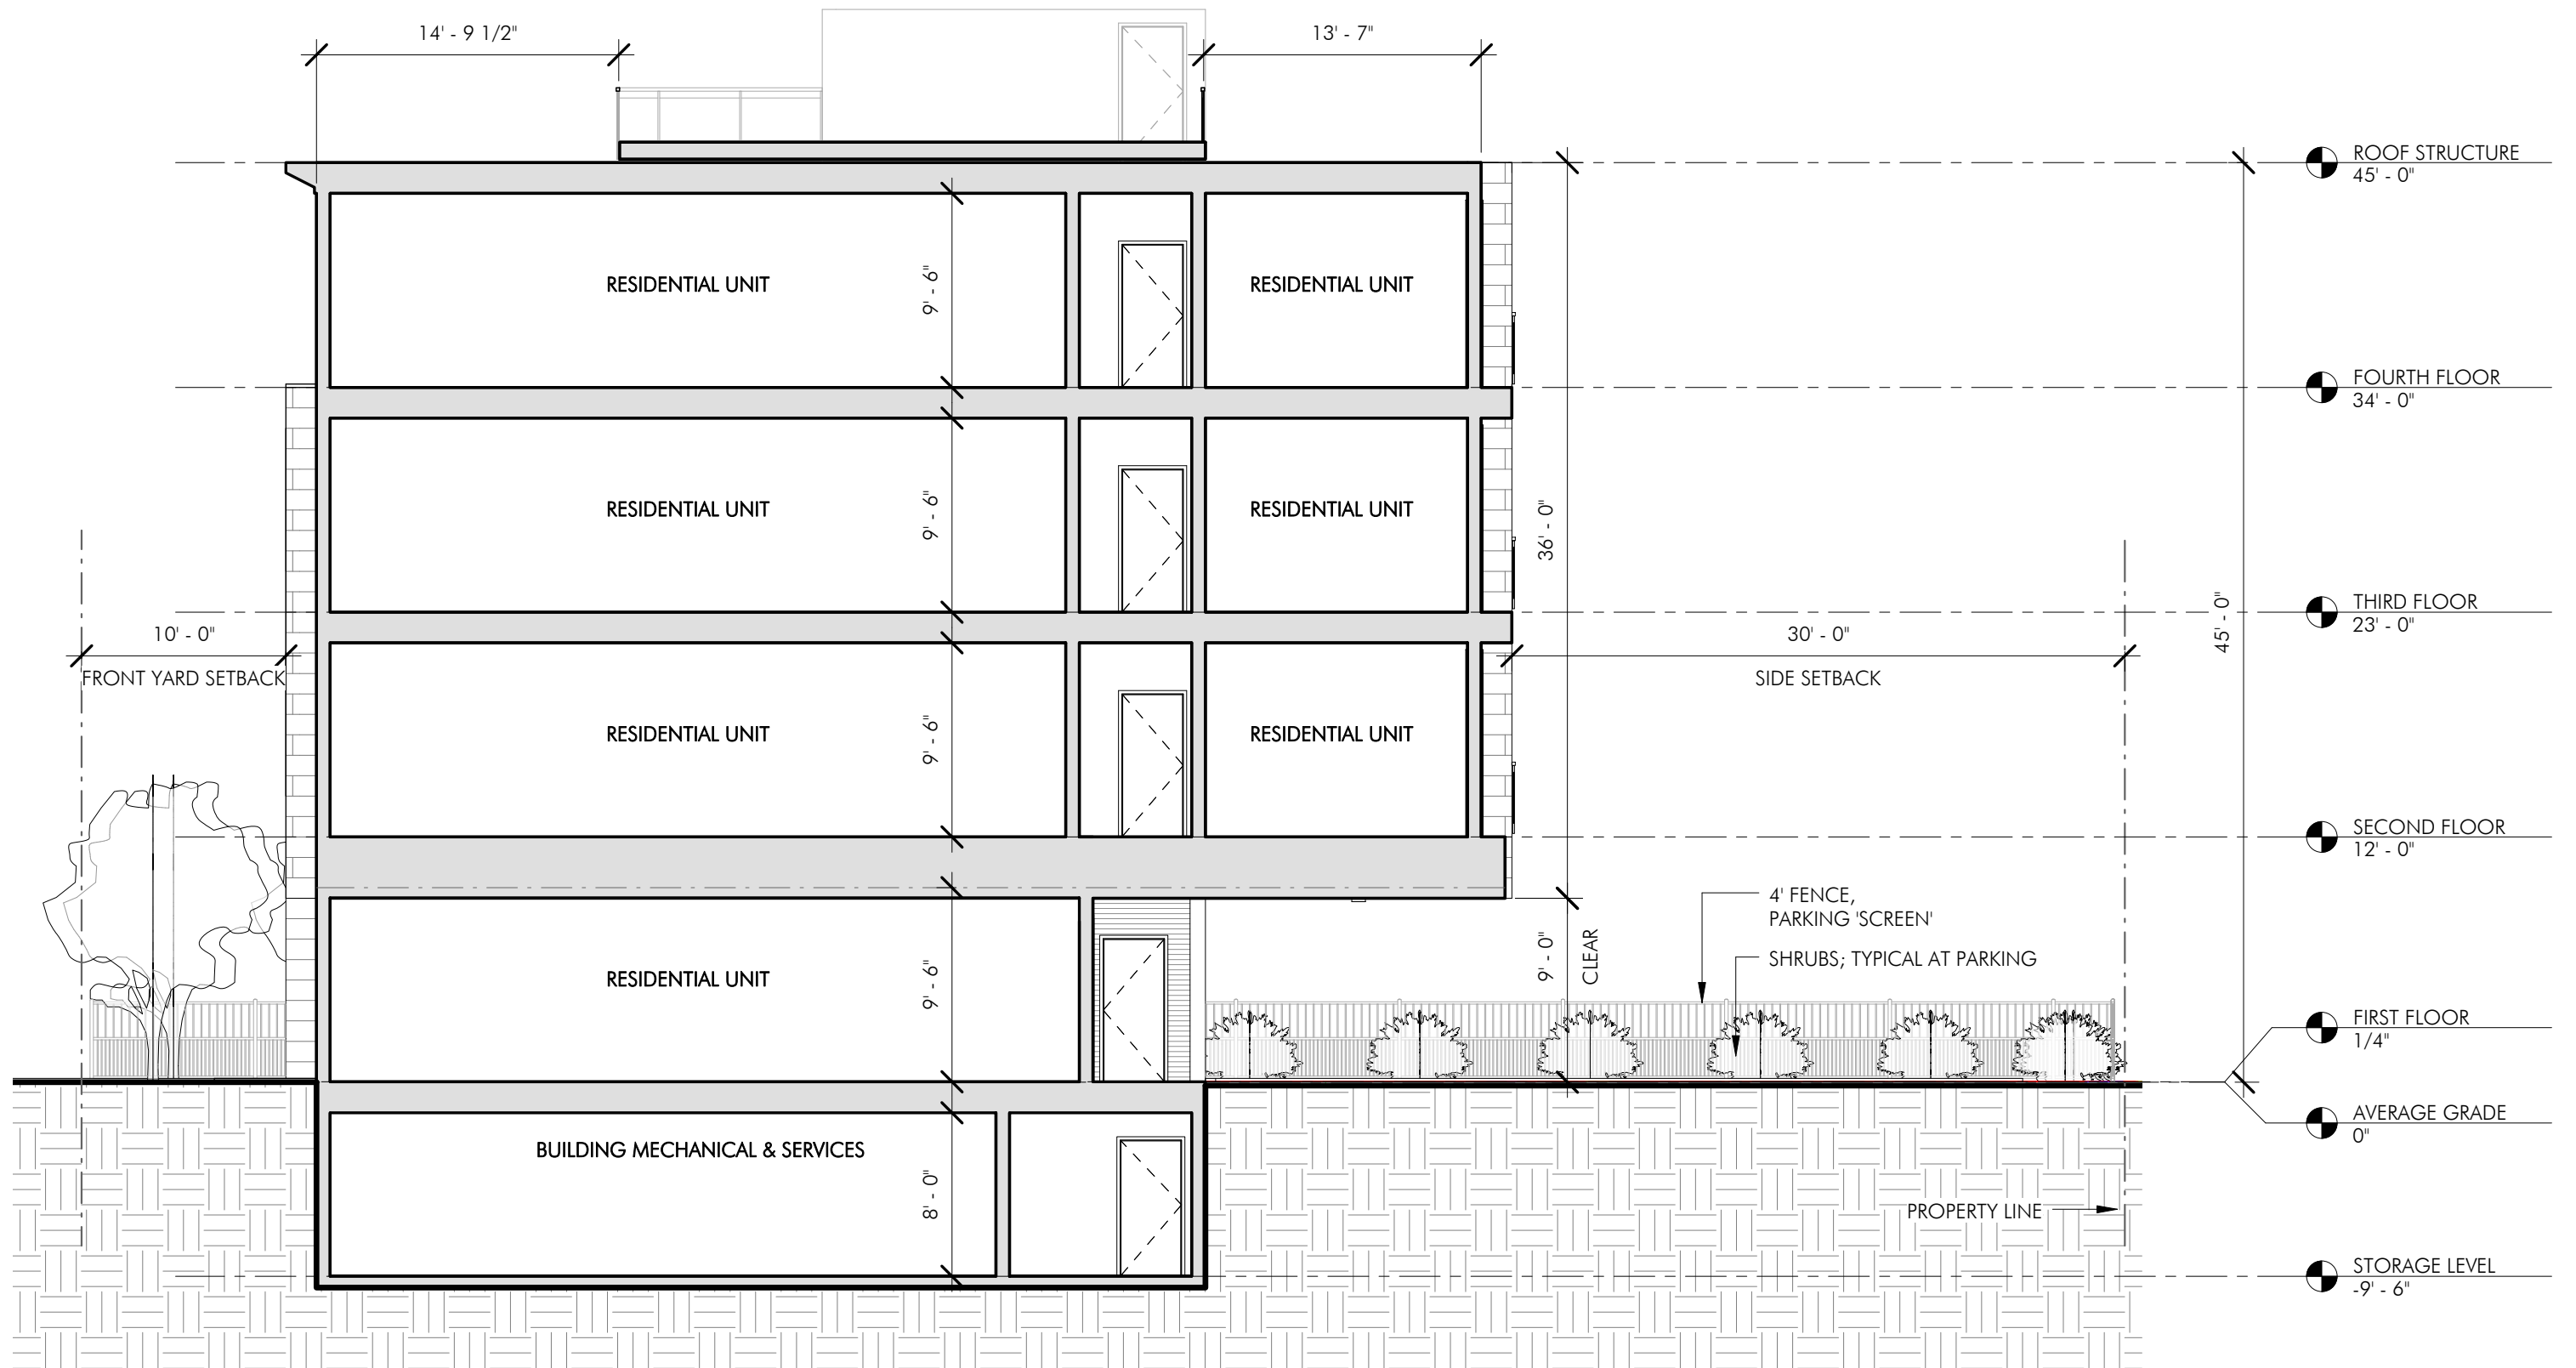 14' - 9 1/2"
13' - 7"
ROOF STRUCTURE
45' - 0"
RESIDENTIAL UNIT
9' - 6"
RESIDENTIAL UNIT
FOURTH FLOOR
34' - 0"
RESIDENTIAL UNIT
9' - 6"
RESIDENTIAL UNIT
36' - 0"
THIRD FLOOR
23' - 0"
45' - 0"
10' - 0"
FRONT YARD SETBACK
30' - 0"
SIDE SETBACK
RESIDENTIAL UNIT
9' - 6"
RESIDENTIAL UNIT
SECOND FLOOR
12' - 0"
4' FENCE,
PARKING 'SCREEN'
SHRUBS; TYPICAL AT PARKING
9' - 0"
CLEAR
RESIDENTIAL UNIT
9' - 6"
FIRST FLOOR
1/4"
AVERAGE GRADE
0"
BUILDING MECHANICAL & SERVICES
8' - 0"
PROPERTY LINE
STORAGE LEVEL
-9' - 6"